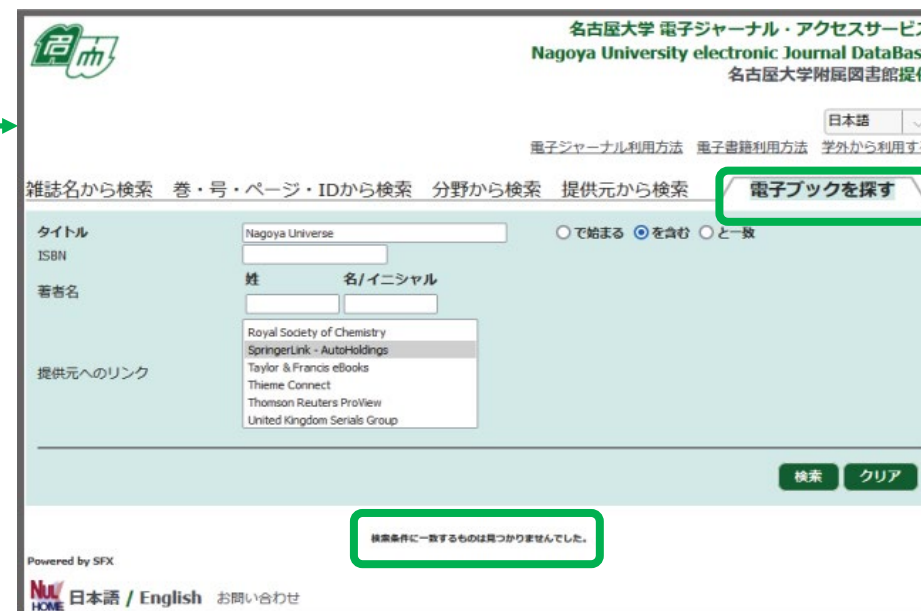 名古屋大学 電子ジャーナル・アクセスサービス
Nagoya University electronic Journal DataBas
名古屋大学附属図書館提供
日本語
電子ジャーナル利用方法 電子書籍利用方法 学外から利用する
雑誌名から検索 巻・号・ページ・IDから検索 分野から検索 提供元から検索 電子ブックを探す
タイトル Nagoya Universe で始まる を含む と一致
ISBN
姓 名/イニシャル
著者名
Royal Society of Chemistry
SpringerLink - AutoHoldings
Taylor & Francis eBooks
提供元へのリンク
Thieme Connect
Thomson Reuters ProView
United Kingdom Serials Group
検索 クリア
検索条件に一致するものは見つかりませんでした。
Powered by SFX
NUL HOME 日本語 / English お問い合わせ